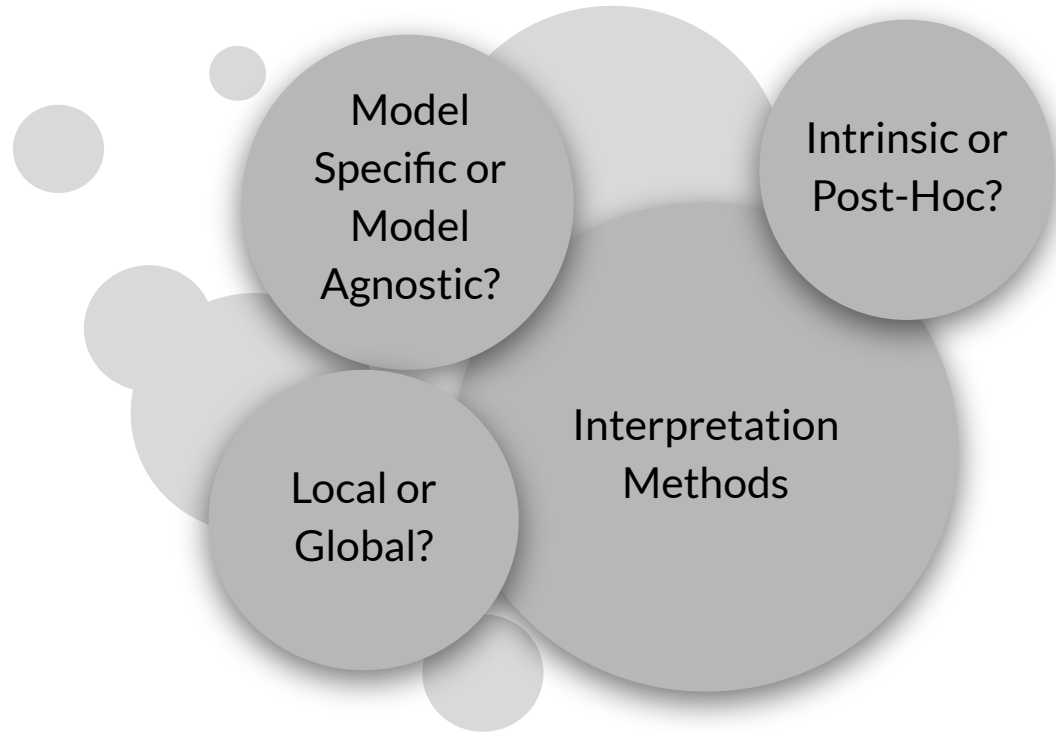 Model
Specific or
Model
Agnostic?
Intrinsic or
Post-Hoc?
Interpretation
Methods
Local or
Global?